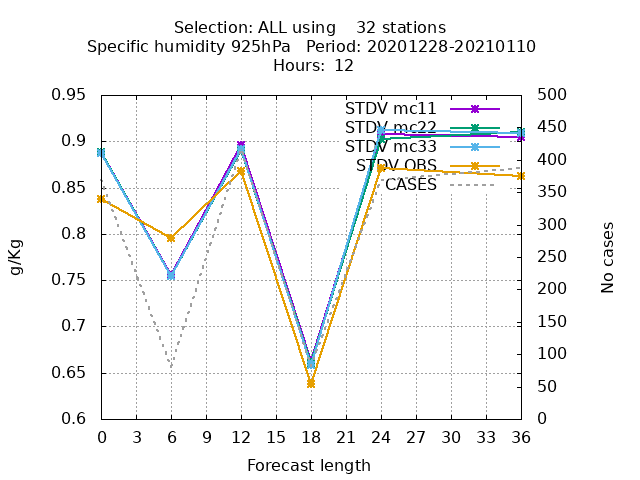 Selection: ALL using    32 stations
Specific humidity 925hPa   Period: 20201228-20210110
Hours: 12
STDV mc11
STDV mc22
STDV mc33
STDV OBS
CASES
0.95
0.9
0.85
0.8
0.75
0.7
0.65
0.6
500
450
400
350
300
250
200
150
100
50
0
g/Kg
No cases
0 3 6 9 12 15 18 21 24 27 30 33 36
Forecast length